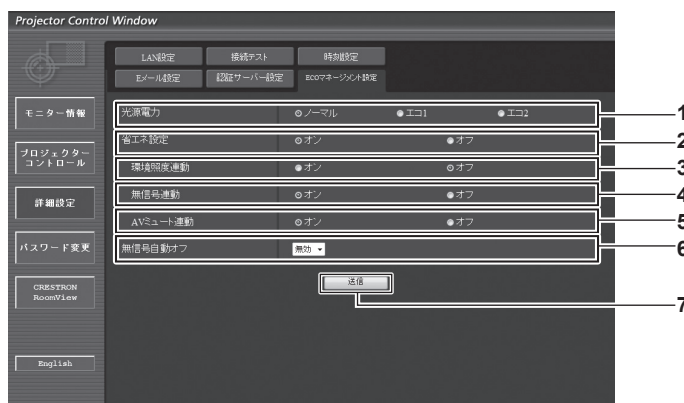 Projector Control Window
LAN設定 接続テスト 時刻設定
Eメール設定 認証サーバー設定 ECOマネージメント設定
モニター情報
プロジェクター
コントロール
詳細設定
パスワード変更
CRESTRON
RoomView
English
光源電力 ノーマル エコ1 エコ2 1
省エネ設定 オン オフ 2
環境照度連動 オン オフ 3
無信号連動 オン オフ 4
AVミュート連動 オン オフ 5
無信号自動オフ 無効 6
送信 7